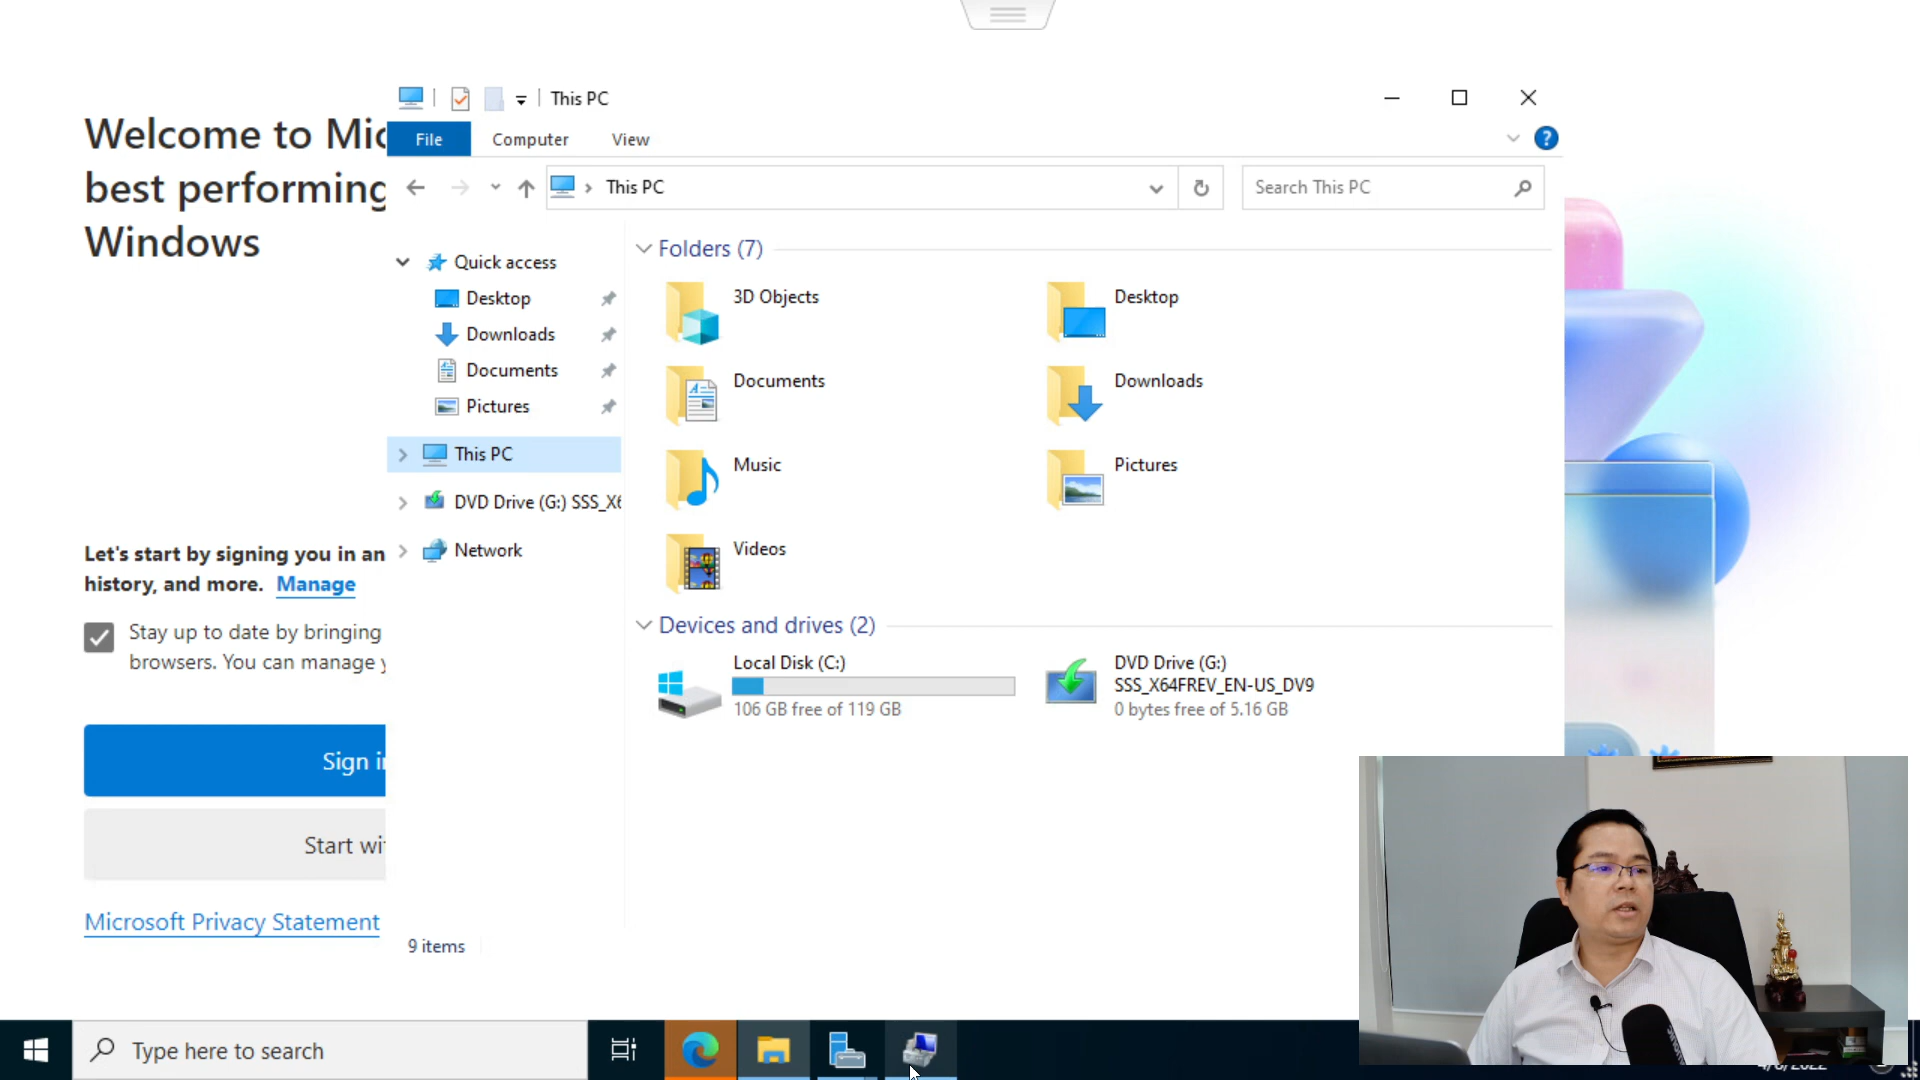 Welcome to Mic
best performing
Windows
Let's start by signing you in an
history, and more. Manage
Stay up to date by bringing
browsers. You can manage y
Sign in
Start wi
Microsoft Privacy Statement
This PC
File
Computer
View
This PC
Search This PC
Quick access
Desktop
Downloads
Documents
Pictures
This PC
DVD Drive (G:) SSS_X6
Network
Folders (7)
3D Objects
Desktop
Documents
Downloads
Music
Pictures
Videos
Devices and drives (2)
Local Disk (C:)
106 GB free of 119 GB
DVD Drive (G:)
SSS_X64FREV_EN-US_DV9
0 bytes free of 5.16 GB
9 items
Type here to search